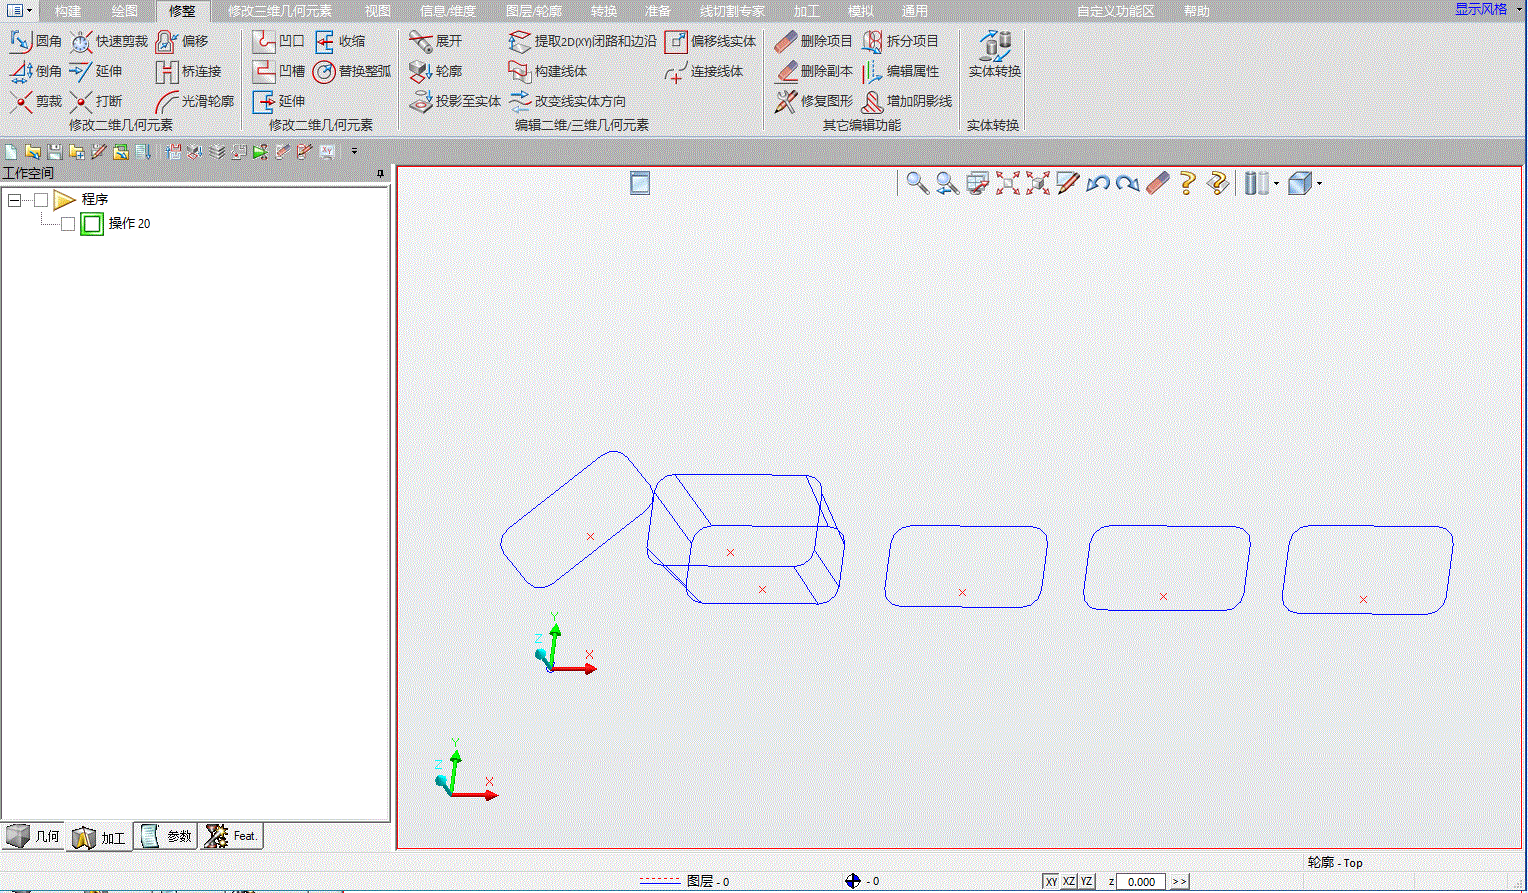 构建 绘图 修整 修改三维几何元素 视图 信息/维度 图层/轮廓 转换 准备 线切割专家 加工 模拟 通用 自定义功能区 帮助 显示风格
圆角 快速剪裁 偏移 凹口 收缩 展开 提取2D(XY)闭路和边沿 偏移线实体 删除项目 拆分项目
倒角 延伸 桥连接 凹槽 替换整弧 轮廓 构建线体 连接线体 删除副本 编辑属性 实体转换
剪裁 打断 光滑轮廓 延伸 投影至实体 改变线实体方向 修复图形 增加阴影线
修改二维几何元素 修改二维几何元素 编辑二维/三维几何元素 其它编辑功能 实体转换
工作空间
程序
操作 20
Y
Z
X
Y
Z
X
几何 加工 参数 Feat.
轮廓 - Top
图层 - 0 - 0 XY XZ YZ z 0.000 >>